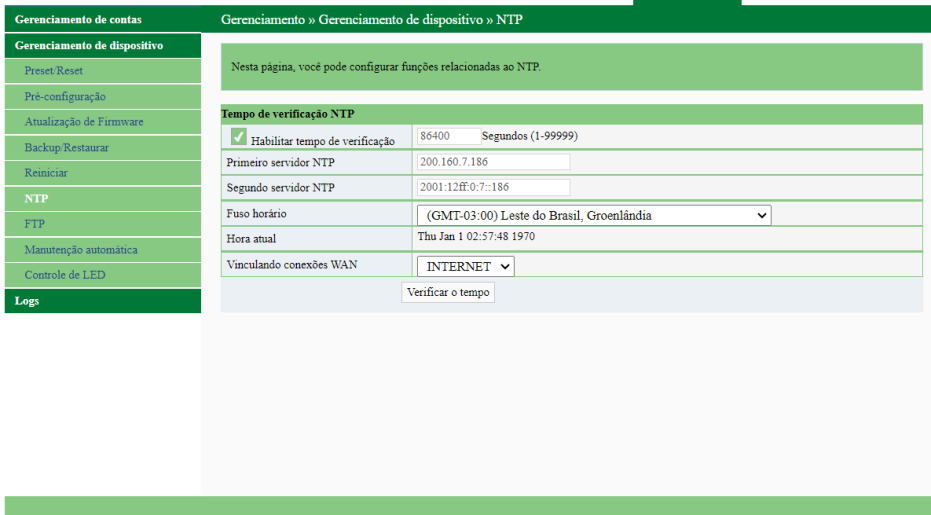 Gerenciamento de contas
Gerenciamento de dispositivo
Preset/Reset
Pré-configuração
Atualização de Firmware
Backup/Restaurar
Reiniciar
NTP
FTP
Manutenção automática
Controle de LED
Logs
Gerenciamento » Gerenciamento de dispositivo » NTP
Nesta página, você pode configurar funções relacionadas ao NTP.
Tempo de verificação NTP
Habilitar tempo de verificação 86400 Segundos (1-99999)
Primeiro servidor NTP 200.160.7.186
Segundo servidor NTP 2001:12ff:0:7::186
Fuso horário (GMT-03:00) Leste do Brasil, Groenlândia
Hora atual Thu Jan 1 02:57:48 1970
Vinculando conexões WAN INTERNET
Verificar o tempo